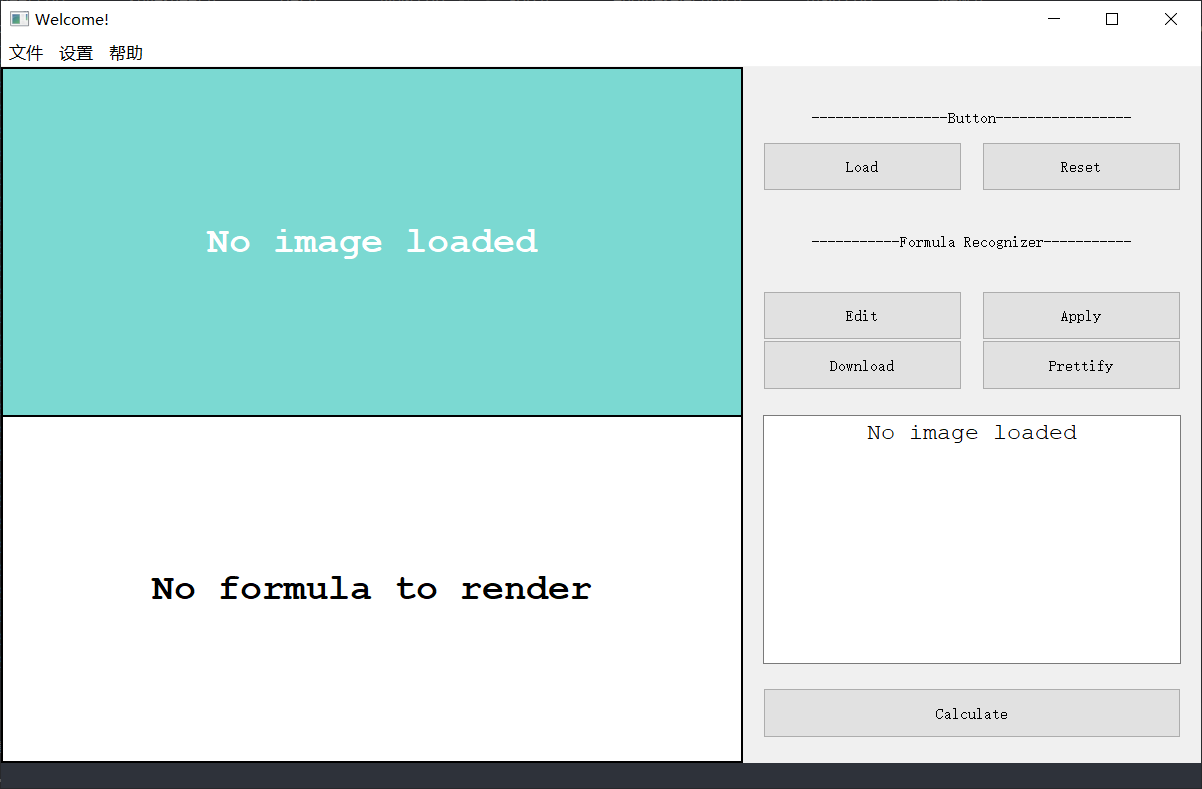 Welcome!
文件 设置 帮助
No image loaded
No formula to render
-----------------Button-----------------
Load Reset
-----------Formula Recognizer-----------
Edit Apply
Download Prettify
No image loaded
Calculate